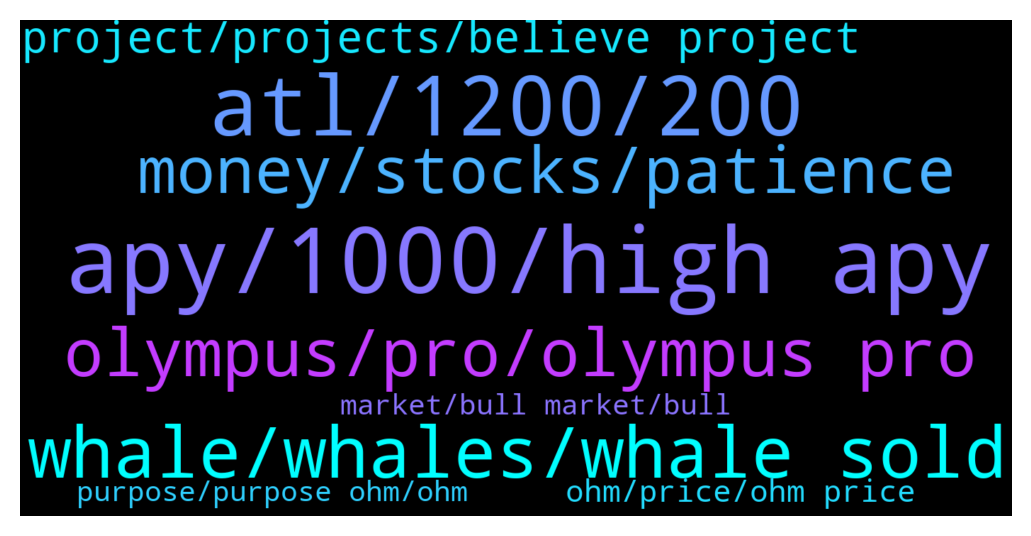 project/projects/believe project
atl/1200/200
money/stocks/patience
apy/1000/high apy
olympus/pro/olympus pro
market/bull market/bull
whale/whales/whale sold
purpose/purpose ohm/ohm
ohm/price/ohm price